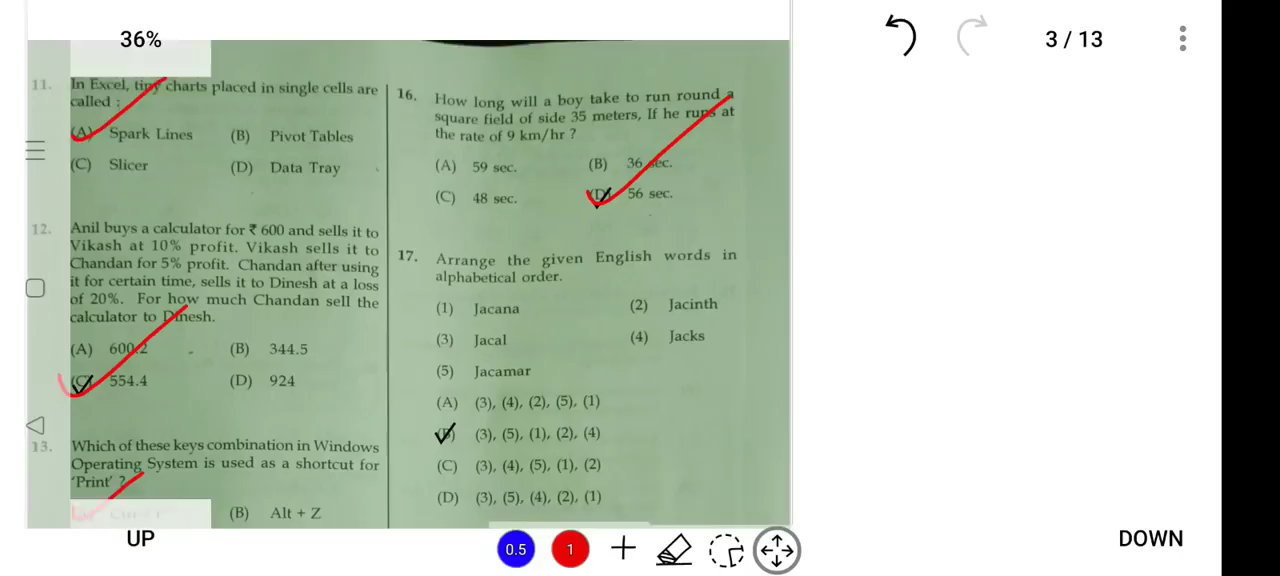 36%
3 / 13
11. In Excel, tiny charts placed in single cells are
called :
(A) Spark Lines (B) Pivot Tables
(C) Slicer (D) Data Tray
12. Anil buys a calculator for ₹ 600 and sells it to
Vikash at 10% profit. Vikash sells it to
Chandan for 5% profit. Chandan after using
it for certain time, sells it to Dinesh at a loss
of 20%. For how much Chandan sell the
calculator to Dinesh.
(A) 600.2 (B) 344.5
(C) 554.4 (D) 924
13. Which of these keys combination in Windows
Operating System is used as a shortcut for
'Print' ?
(B) Alt + Z
16. How long will a boy take to run round a
square field of side 35 meters, If he runs at
the rate of 9 km/hr ?
(A) 59 sec. (B) 36 sec.
(C) 48 sec. (D) 56 sec.
17. Arrange the given English words in
alphabetical order.
(1) Jacana (2) Jacinth
(3) Jacal (4) Jacks
(5) Jacamar
(A) (3), (4), (2), (5), (1)
(B) (3), (5), (1), (2), (4)
(C) (3), (4), (5), (1), (2)
(D) (3), (5), (4), (2), (1)
UP
0.5
1
DOWN